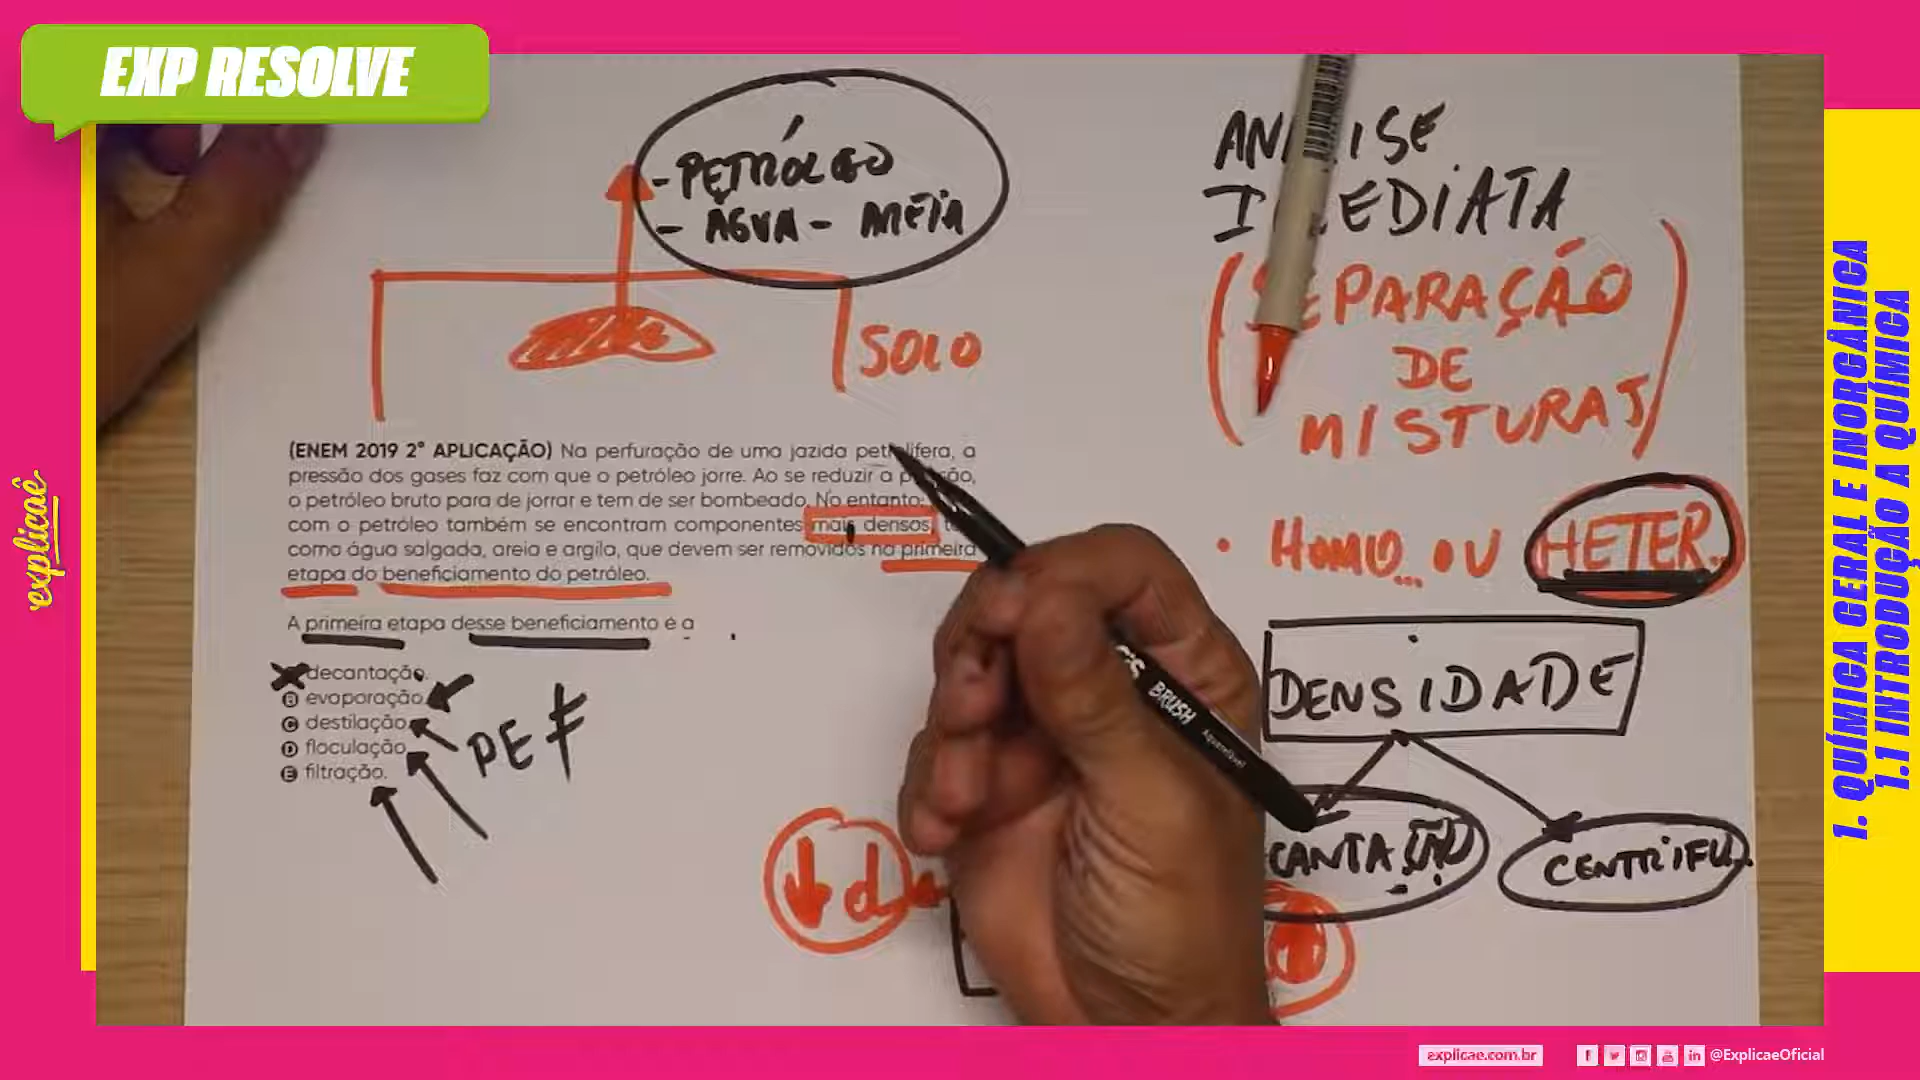 EXP RESOLVE
- PETRÓLEO
- ÁGUA - AREIA
SOLO
(ENEM 2019 2ª APLICAÇÃO) Na perfuração de uma jazida petrolífera, a
pressão dos gases faz com que o petróleo jorre. Ao se reduzir a pressão,
o petróleo bruto para de jorrar e tem de ser bombeado. No entanto,
com o petróleo também se encontram componentes mais densos,
como água salgada, areia e argila, que devem ser removidos na primeira
etapa do beneficiamento do petróleo.
A primeira etapa desse beneficiamento é a
decantação.
B evaporação.
C destilação.
D floculação.
E filtração.
PE ≠
↓ d
ANÁLISE
IMEDIATA
(SEPARAÇÃO
DE
MISTURAS)
• HOMO... OU HETER.
DENSIDADE
CANTAÇÃO
CENTRIFU.
BRUSH
explicaê
1. QUÍMICA GERAL E INORGÂNICA
1.1 INTRODUÇÃO A QUÍMICA
explicae.com.br
@ExplicaeOficial